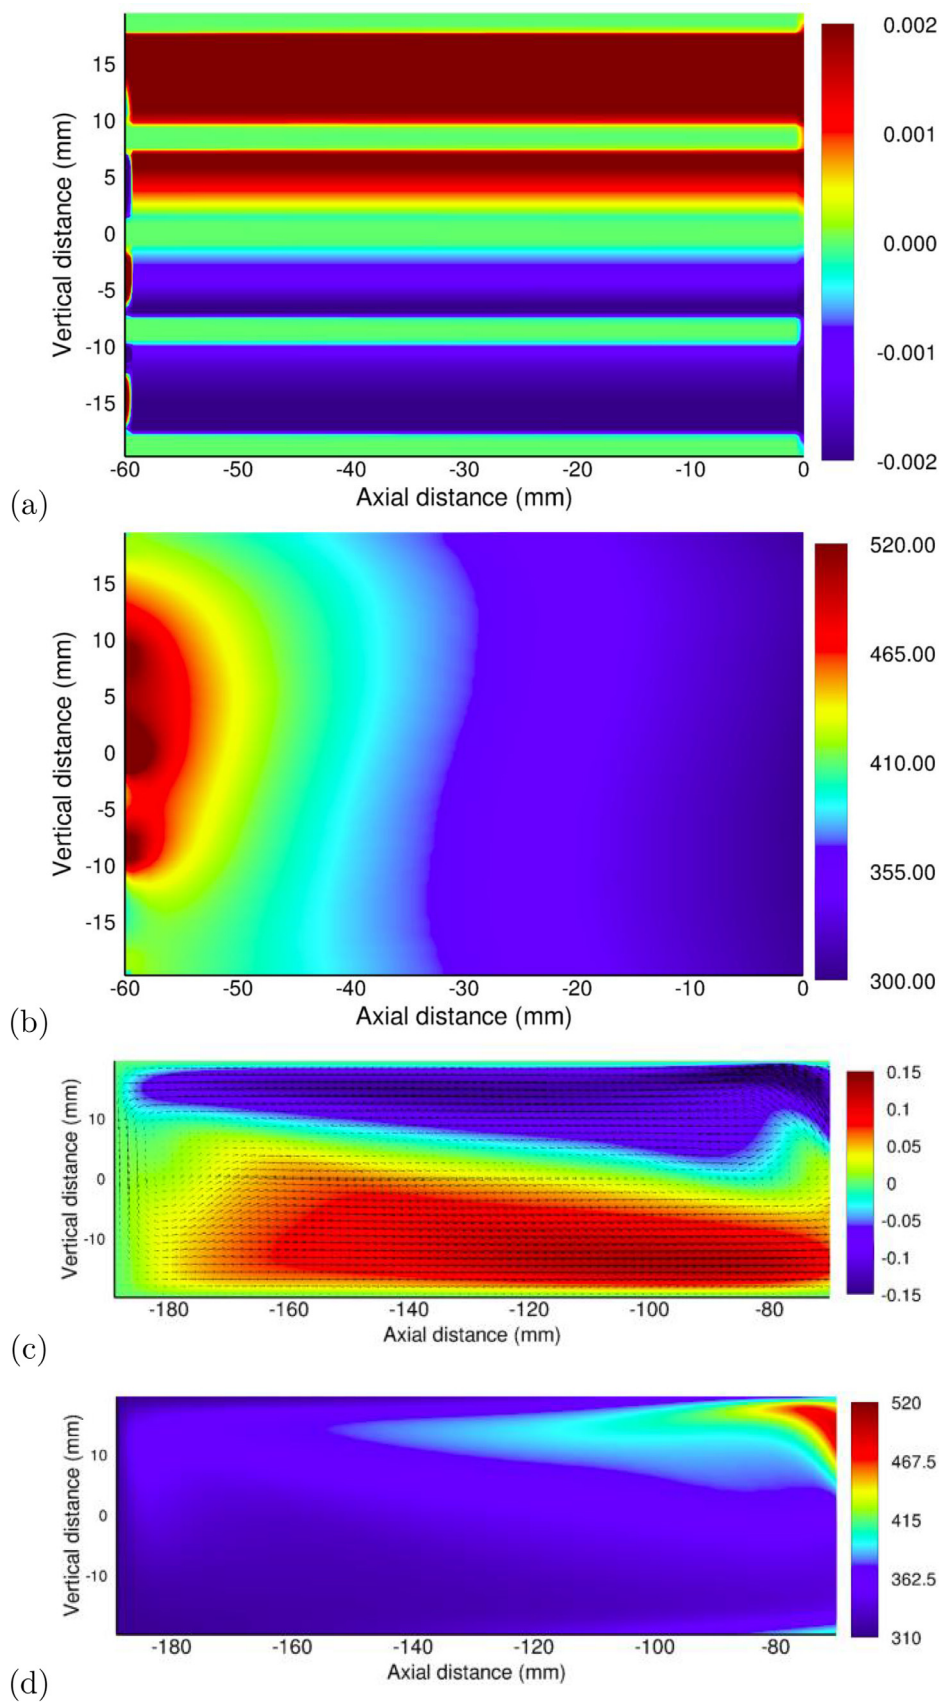 0.002
15
10
0.001
5
0
0.000
-5
-10
-0.001
-15
-0.002
Vertical distance (mm)
-60 -50 -40 -30 -20 -10 0
Axial distance (mm)
(a)
520.00
15
10
465.00
5
0
410.00
-5
-10
355.00
-15
300.00
Vertical distance (mm)
-60 -50 -40 -30 -20 -10 0
Axial distance (mm)
(b)
0.15
10
0.1
0.05
0
0
-0.05
-10
-0.1
-0.15
Vertical distance (mm)
-180 -160 -140 -120 -100 -80
Axial distance (mm)
(c)
520
10
467.5
0
415
-10
362.5
310
Vertical distance (mm)
-180 -160 -140 -120 -100 -80
Axial distance (mm)
(d)